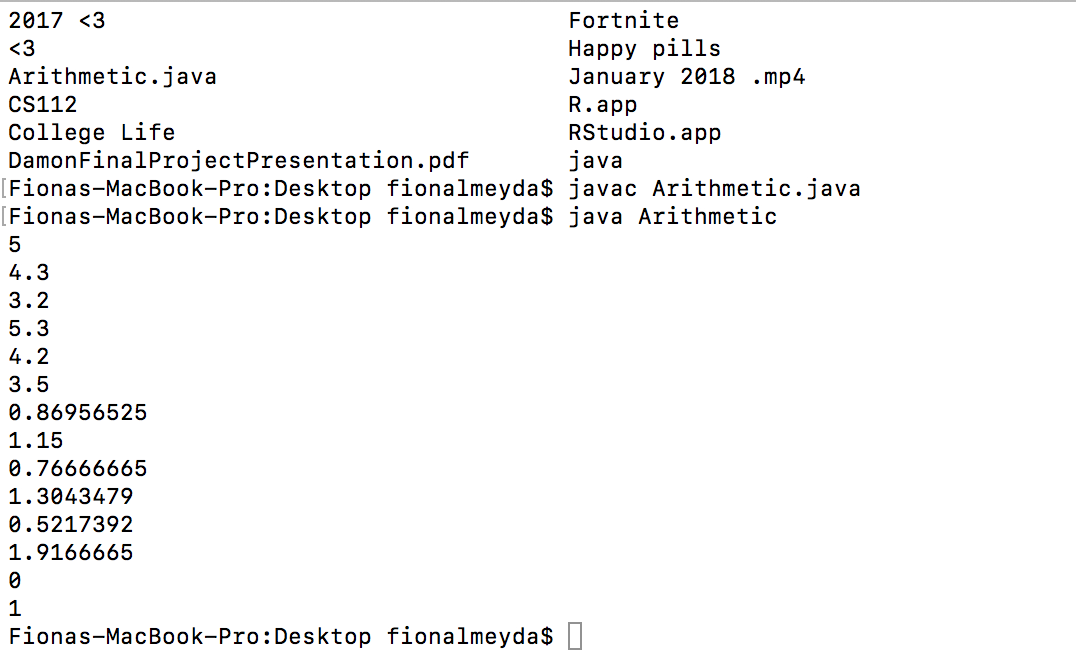 2017 <3 Fortnite
<3 Happy pills
Arithmetic.java January 2018 .mp4
CS112 R.app
College Life RStudio.app
DamonFinalProjectPresentation.pdf java
[Fionas-MacBook-Pro:Desktop fionalmeyda$ javac Arithmetic.java
[Fionas-MacBook-Pro:Desktop fionalmeyda$ java Arithmetic
5
4.3
3.2
5.3
4.2
3.5
0.86956525
1.15
0.76666665
1.3043479
0.5217392
1.9166665
0
1
Fionas-MacBook-Pro:Desktop fionalmeyda$